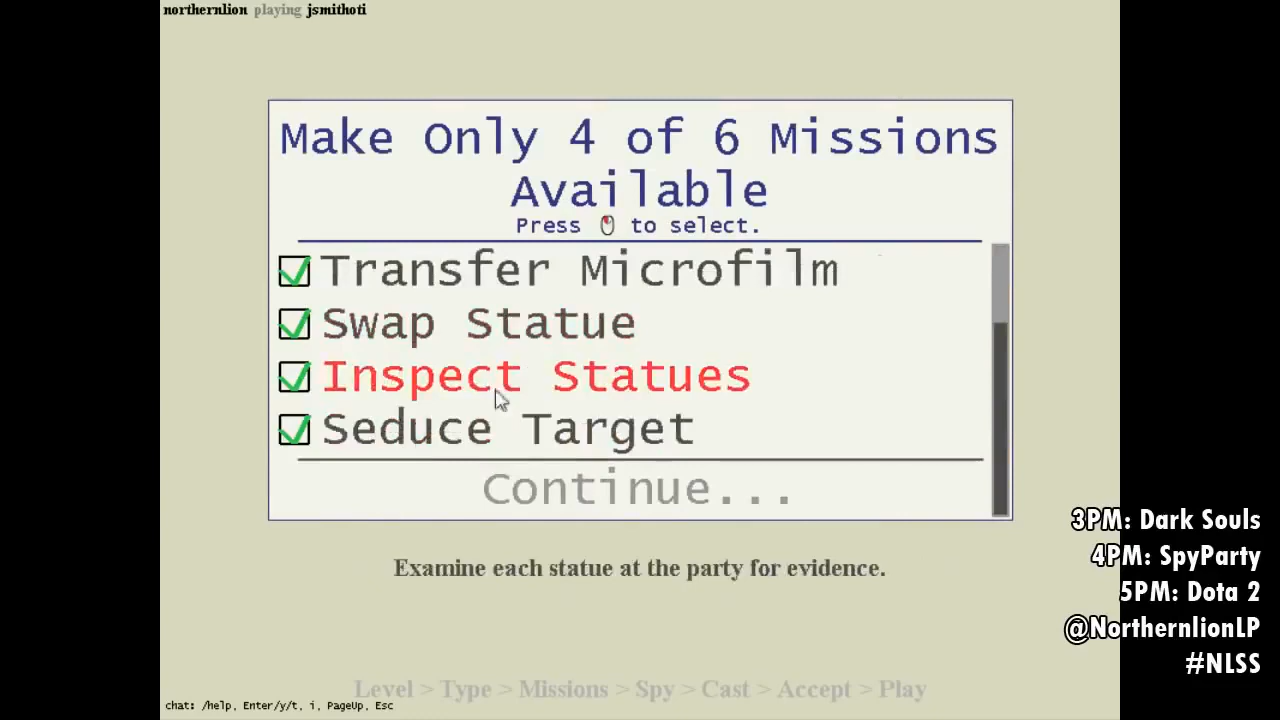 northernlion playing jsmithoti
Make Only 4 of 6 Missions
Available
Press to select.
Transfer Microfilm
Swap Statue
Inspect Statues
Seduce Target
Continue...
Examine each statue at the party for evidence.
3PM: Dark Souls
4PM: SpyParty
5PM: Dota 2
@NorthernlionLP
#NLSS
Level > Type > Missions > Spy > Cast > Accept > Play
chat: /help, Enter/y/t, i, PageUp, Esc